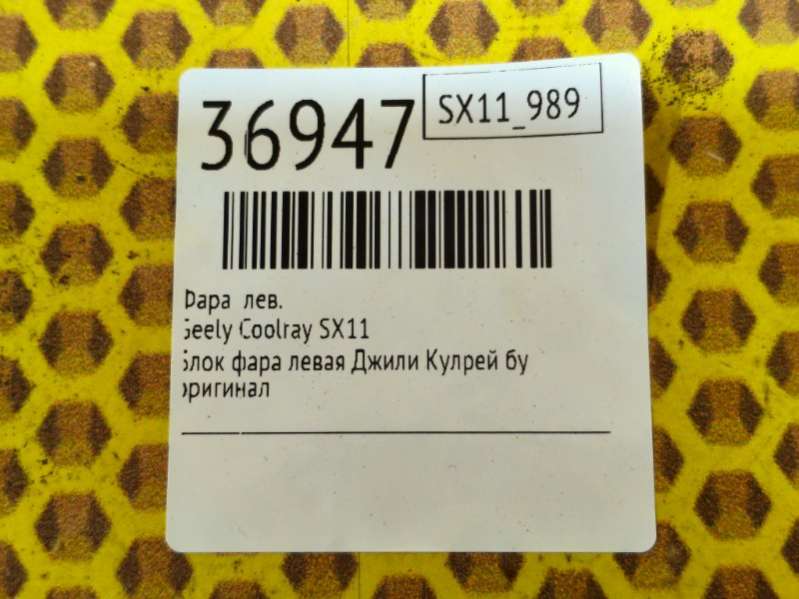 36947
SX11_989
Фара лев.
Geely Coolray SX11
Блок фара левая Джили Кулрей бу
оригинал